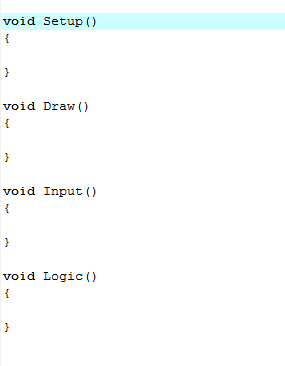 void Setup()
{
}
void Draw()
{
}
void Input()
{
}
void Logic()
{
}